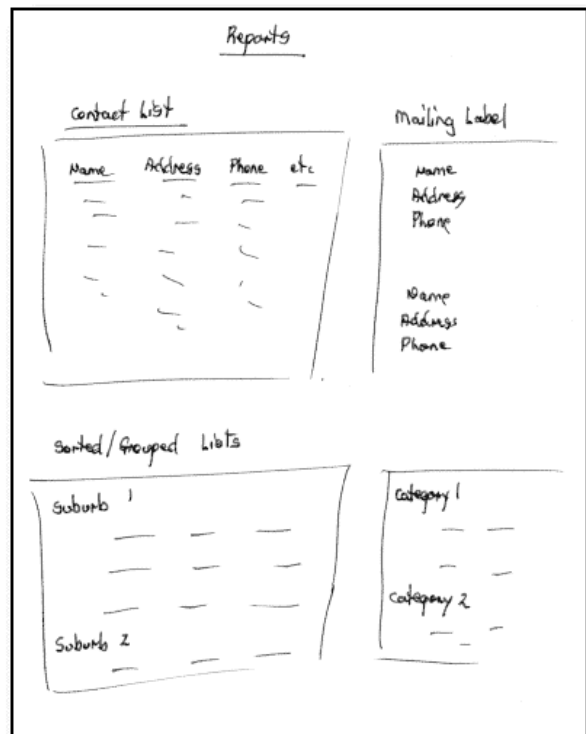 Reports
Contact List
Name Address Phone etc
Mailing Label
Name
Address
Phone
Name
Address
Phone
Sorted/Grouped Lists
Suburb 1
Suburb 2
Category 1
Category 2